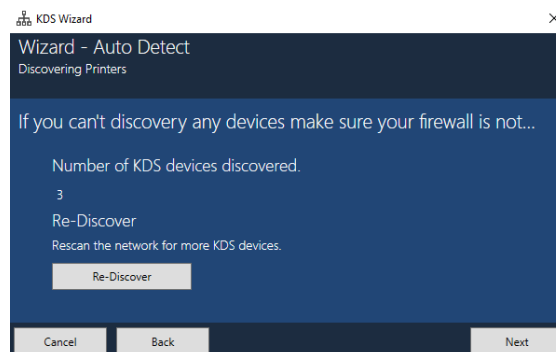 KDS Wizard
Wizard - Auto Detect
Discovering Printers
If you can't discovery any devices make sure your firewall is not...
Number of KDS devices discovered.
3
Re-Discover
Rescan the network for more KDS devices.
Re-Discover
Cancel Back Next